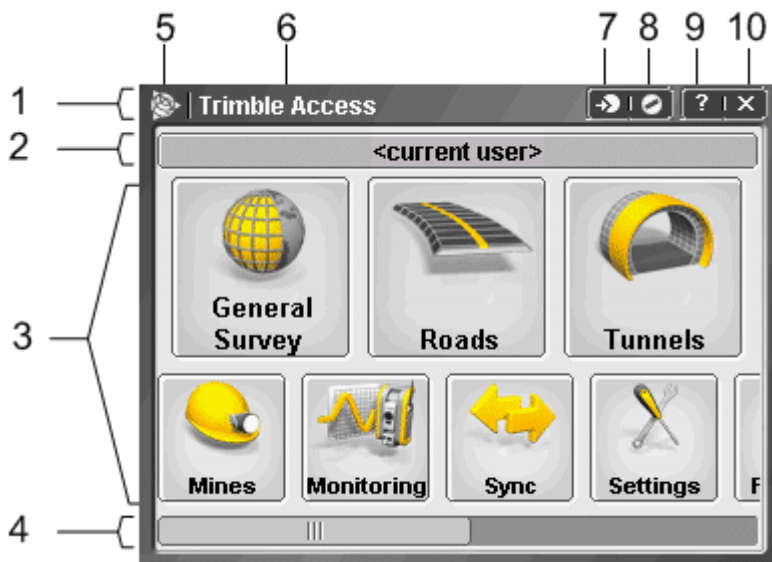 5 6 7 8 9 10
1 Trimble Access ? X
2 <current user>
General
Survey Roads Tunnels
3
Mines Monitoring Sync Settings F
4